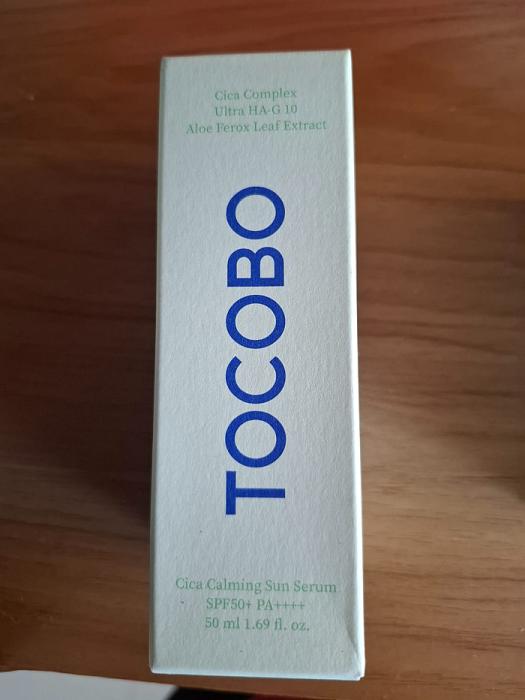 Cica Complex
Ultra HA-G 10
Aloe Ferox Leaf Extract
TOCOBO
Cica Calming Sun Serum
SPF50+ PA++++
50 ml 1.69 fl. oz.